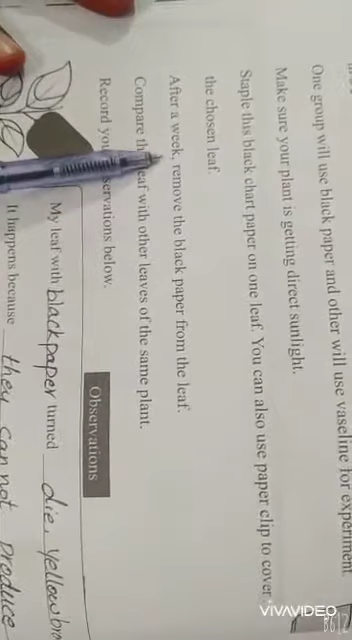 One group will use black paper and other will use vaseline for experiment.
Make sure your plant is getting direct sunlight.
Staple this black chart paper on one leaf. You can also use paper clip to cover
the chosen leaf.
After a week, remove the black paper from the leaf.
Compare the leaf with other leaves of the same plant.
Record your observations below.
Observations
My leaf with black paper turned die, yellow
It happens because they can not produce
VIVAVIDEO